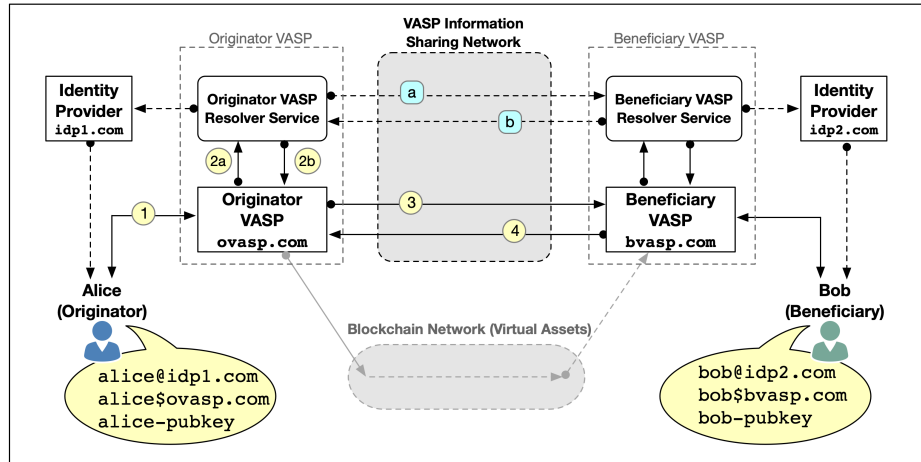 VASP Information
Sharing Network
Originator VASP
Beneficiary VASP
Identity
Provider
idp1.com
Originator VASP
Resolver Service
a
b
Beneficiary VASP
Resolver Service
Identity
Provider
idp2.com
2a
2b
1
Originator
VASP
ovasp.com
3
4
Beneficiary
VASP
bvasp.com
Alice
(Originator)
alice@idp1.com
alice$ovasp.com
alice-pubkey
Blockchain Network (Virtual Assets)
Bob
(Beneficiary)
bob@idp2.com
bob$bvasp.com
bob-pubkey